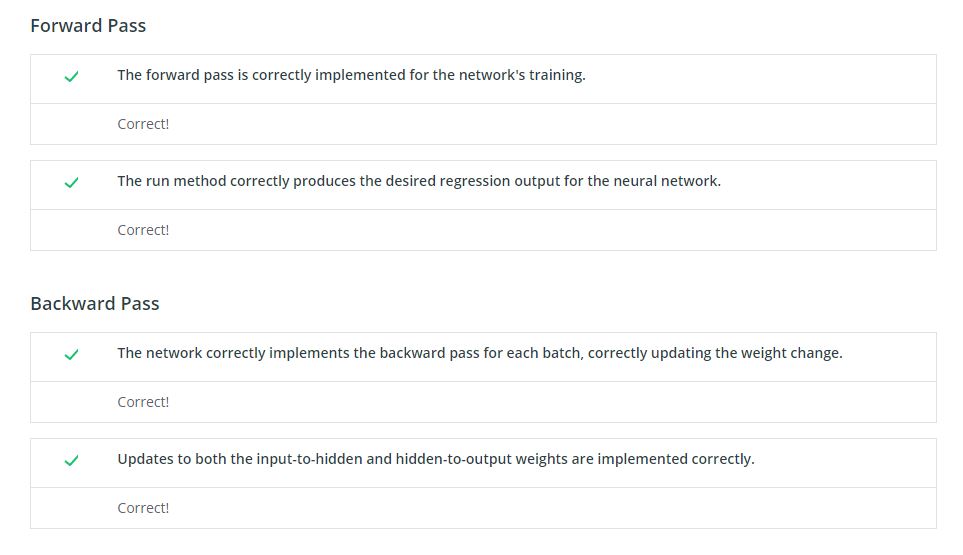 Forward Pass
The forward pass is correctly implemented for the network's training.
Correct!
The run method correctly produces the desired regression output for the neural network.
Correct!
Backward Pass
The network correctly implements the backward pass for each batch, correctly updating the weight change.
Correct!
Updates to both the input-to-hidden and hidden-to-output weights are implemented correctly.
Correct!